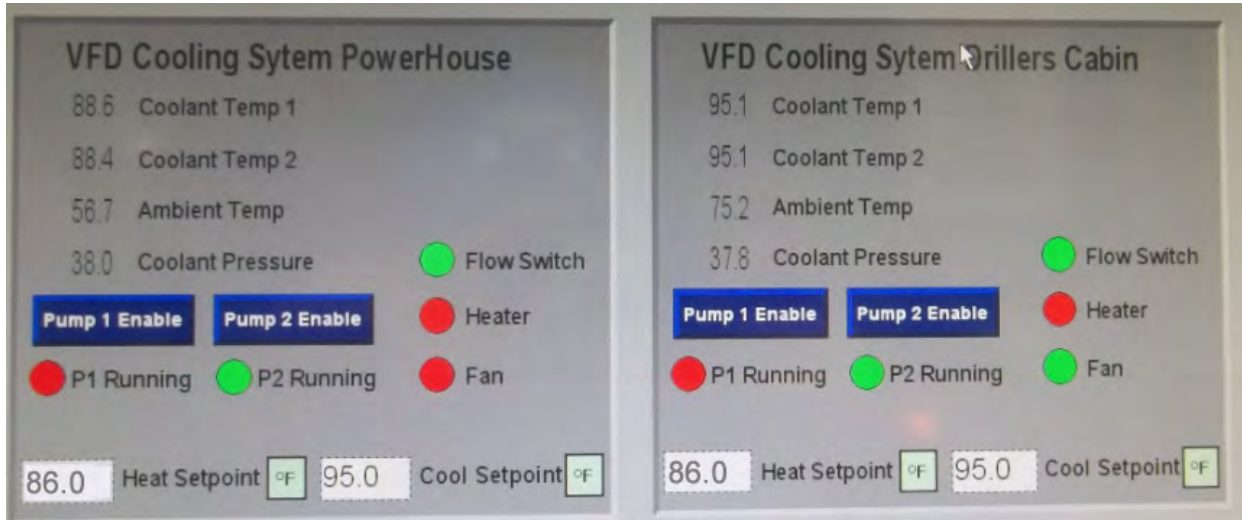 VFD Cooling Sytem PowerHouse
88.6 Coolant Temp 1
88.4 Coolant Temp 2
56.7 Ambient Temp
38.0 Coolant Pressure
Flow Switch
Pump 1 Enable
Pump 2 Enable
Heater
P1 Running
P2 Running
Fan
86.0 Heat Setpoint °F
95.0 Cool Setpoint °F
VFD Cooling Sytem Drillers Cabin
95.1 Coolant Temp 1
95.1 Coolant Temp 2
75.2 Ambient Temp
37.8 Coolant Pressure
Flow Switch
Pump 1 Enable
Pump 2 Enable
Heater
P1 Running
P2 Running
Fan
86.0 Heat Setpoint °F
95.0 Cool Setpoint °F